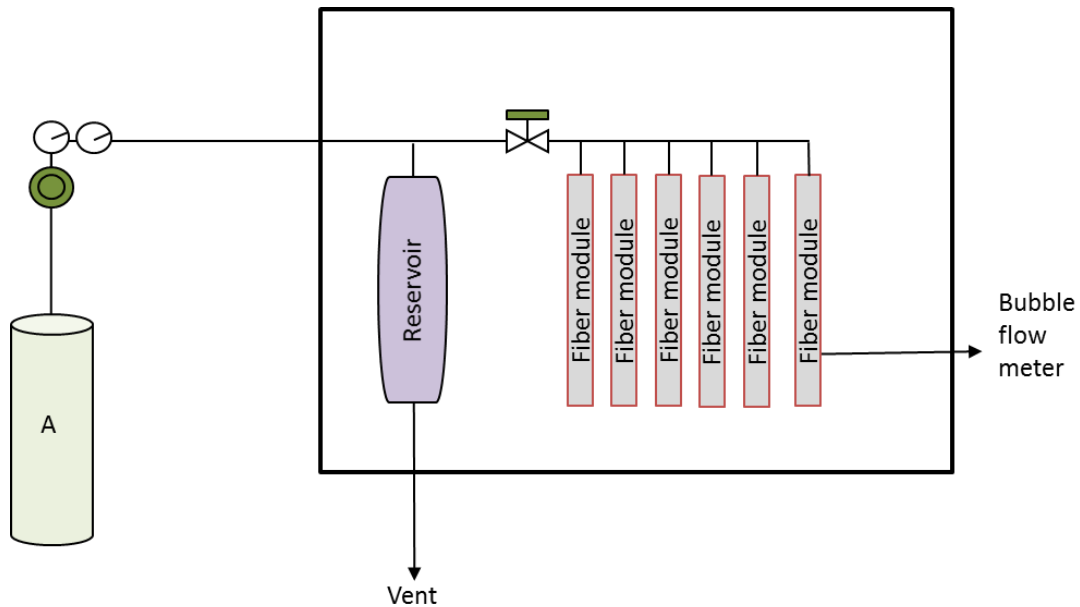 A
Reservoir
Fiber module
Fiber module
Fiber module
Fiber module
Fiber module
Fiber module
Bubble
flow
meter
Vent